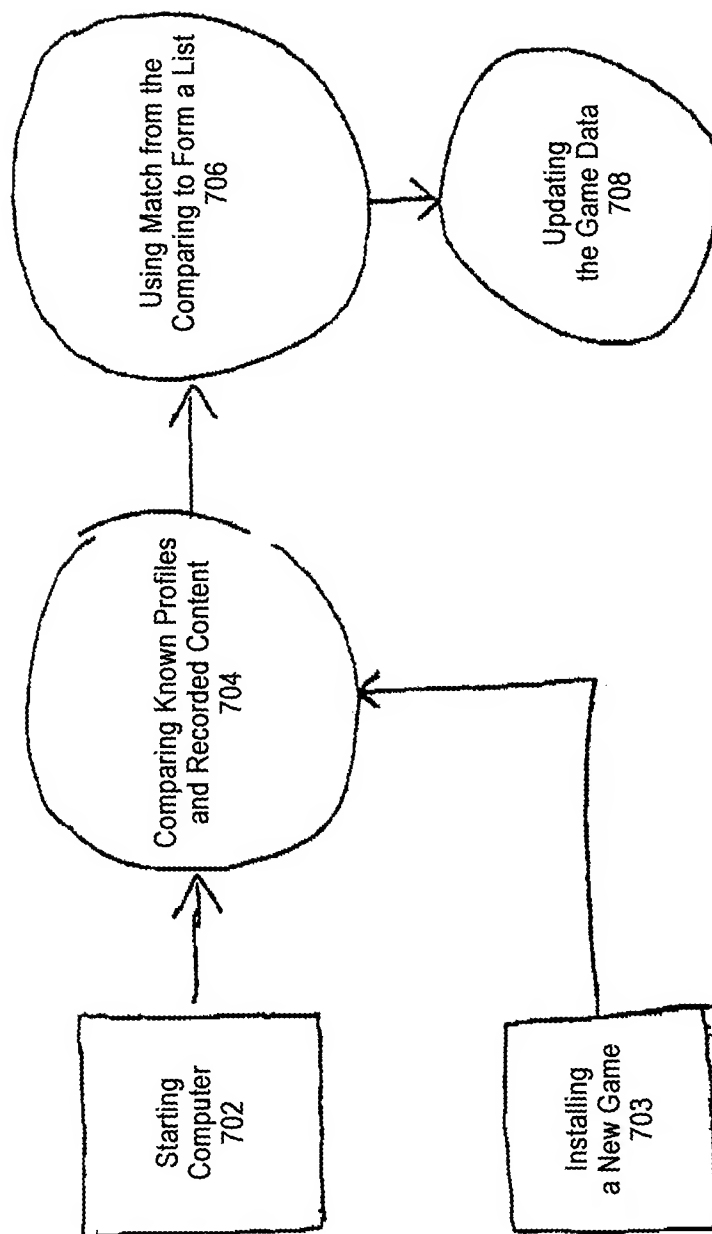 Starting
Computer
702
Installing
a New Game
703
Comparing Known Profiles
and Recorded Content
704
Using Match from the
Comparing to Form a List
706
Updating
the Game Data
708